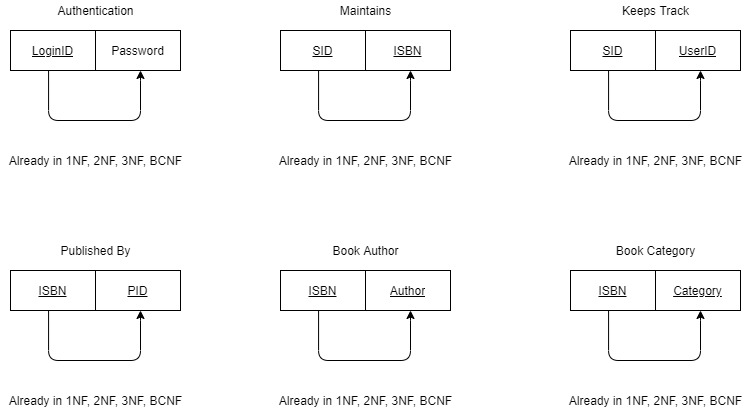 Authentication
Maintains
Keeps Track
LoginID Password
SID ISBN
SID UserID
Already in 1NF, 2NF, 3NF, BCNF
Already in 1NF, 2NF, 3NF, BCNF
Already in 1NF, 2NF, 3NF, BCNF
Published By
Book Author
Book Category
ISBN PID
ISBN Author
ISBN Category
Already in 1NF, 2NF, 3NF, BCNF
Already in 1NF, 2NF, 3NF, BCNF
Already in 1NF, 2NF, 3NF, BCNF